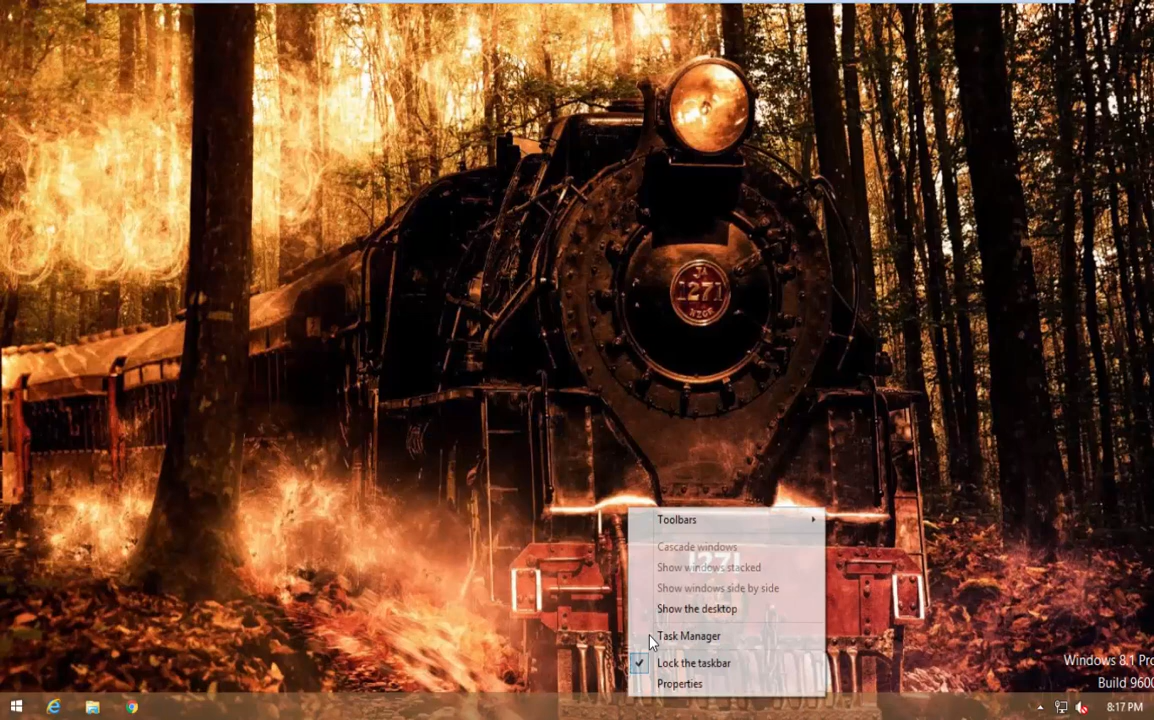 1271
Toolbars
Cascade windows
Show windows stacked
Show windows side by side
Show the desktop
Task Manager
Lock the taskbar
Properties
Windows 8.1 Pro
Build 9600
8:17 PM